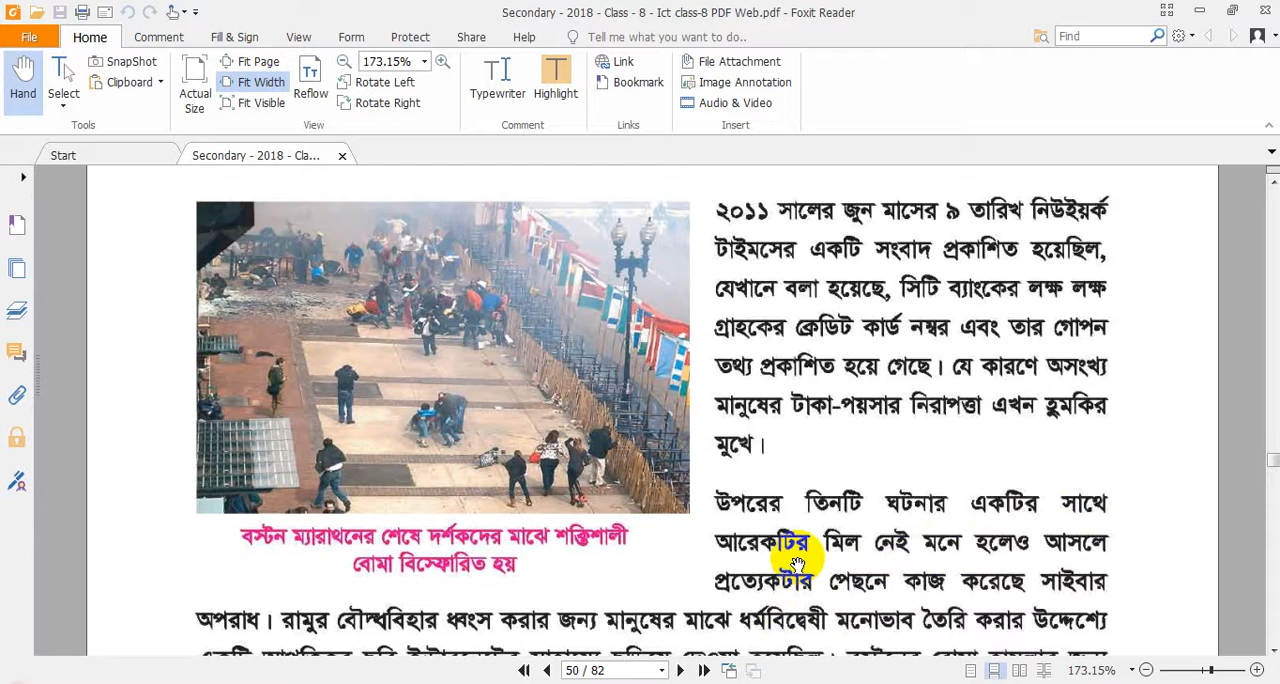 Secondary - 2018 - Class - 8 - Ict class-8 PDF Web.pdf - Foxit Reader
File Home Comment Fill & Sign View Form Protect Share Help Tell me what you want to do.. Find
SnapShot Fit Page 173.15% Link File Attachment
Clipboard Fit Width Rotate Left Bookmark Image Annotation
Hand Select Actual Size Fit Visible Reflow Rotate Right Typewriter Highlight Audio & Video
Tools View Comment Links Insert
Start Secondary - 2018 - Cla...
২০১১ সালের জুন মাসের ৯ তারিখ নিউইয়র্ক
টাইমসের একটি সংবাদ প্রকাশিত হয়েছিল,
যেখানে বলা হয়েছে, সিটি ব্যাংকের লক্ষ লক্ষ
গ্রাহকের ক্রেডিট কার্ড নম্বর এবং তার গোপন
তথ্য প্রকাশিত হয়ে গেছে। যে কারণে অসংখ্য
মানুষের টাকা-পয়সার নিরাপত্তা এখন হুমকির
মুখে।
বস্টন ম্যারাথনের শেষে দর্শকদের মাঝে শক্তিশালী
বোমা বিস্ফোরিত হয়
উপরের তিনটি ঘটনার একটির সাথে
আরেকটির মিল নেই মনে হলেও আসলে
প্রত্যেকটার পেছনে কাজ করেছে সাইবার
অপরাধ। রামুর বৌদ্ধবিহার ধ্বংস করার জন্য মানুষের মাঝে ধর্মবিদ্বেষী মনোভাব তৈরি করার উদ্দেশ্যে
50 / 82 173.15%